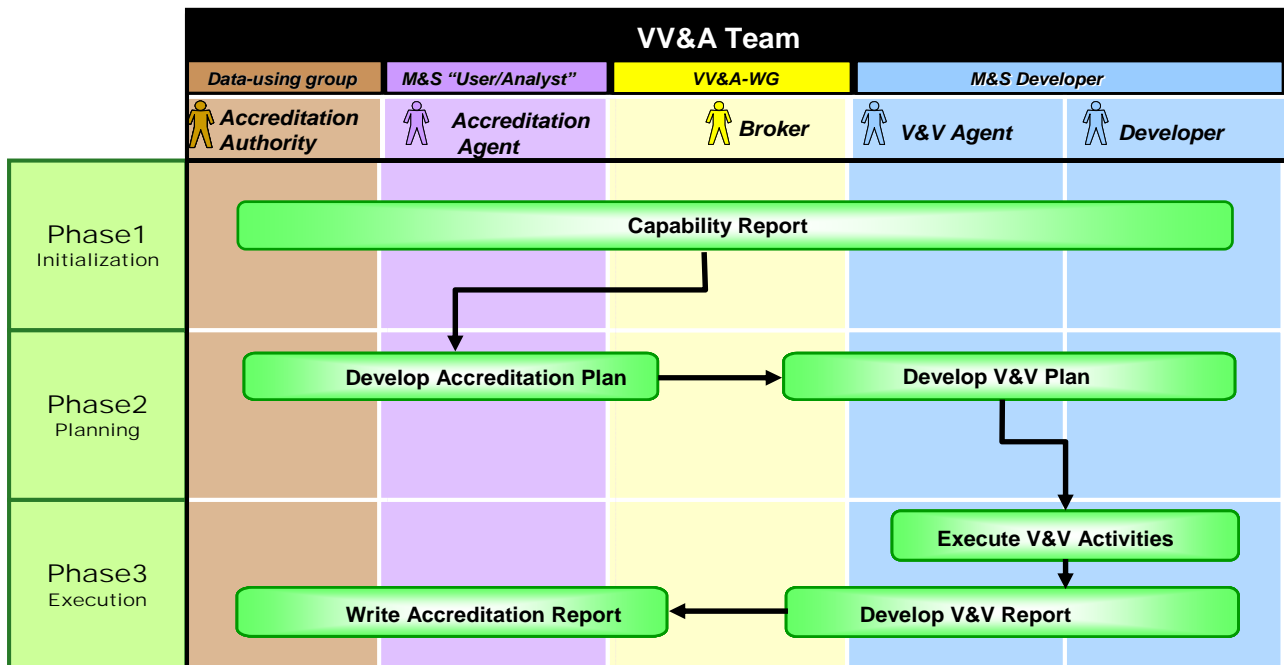 VV&A Team
Data-using group
M&S “User/Analyst”
VV&A-WG
M&S Developer
Accreditation
Authority
Accreditation
Agent
Broker
V&V Agent
Developer
Phase1
Initialization
Capability Report
Phase2
Planning
Develop Accreditation Plan
Develop V&V Plan
Phase3
Execution
Execute V&V Activities
Write Accreditation Report
Develop V&V Report